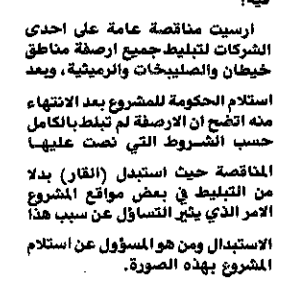 ارسيت مناقصة عامة على احدى
الشركات لتبليط جميع ارصفة مناطق
خيطان والصليبخات والرميثية، وبعد
استلام الحكومة للمشروع بعد الانتهاء
منه اتضح ان الارصفة لم تبلط بالكامل
حسب الشروط التي نصت عليها
المناقصة حيث استبدل (القار) بدلا
من التبليط في بعض مواقع المشروع
الامر الذي يثير التساؤل عن سبب هذا
الاستبدال ومن هو المسؤول عن استلام
المشروع بهذه الصورة.